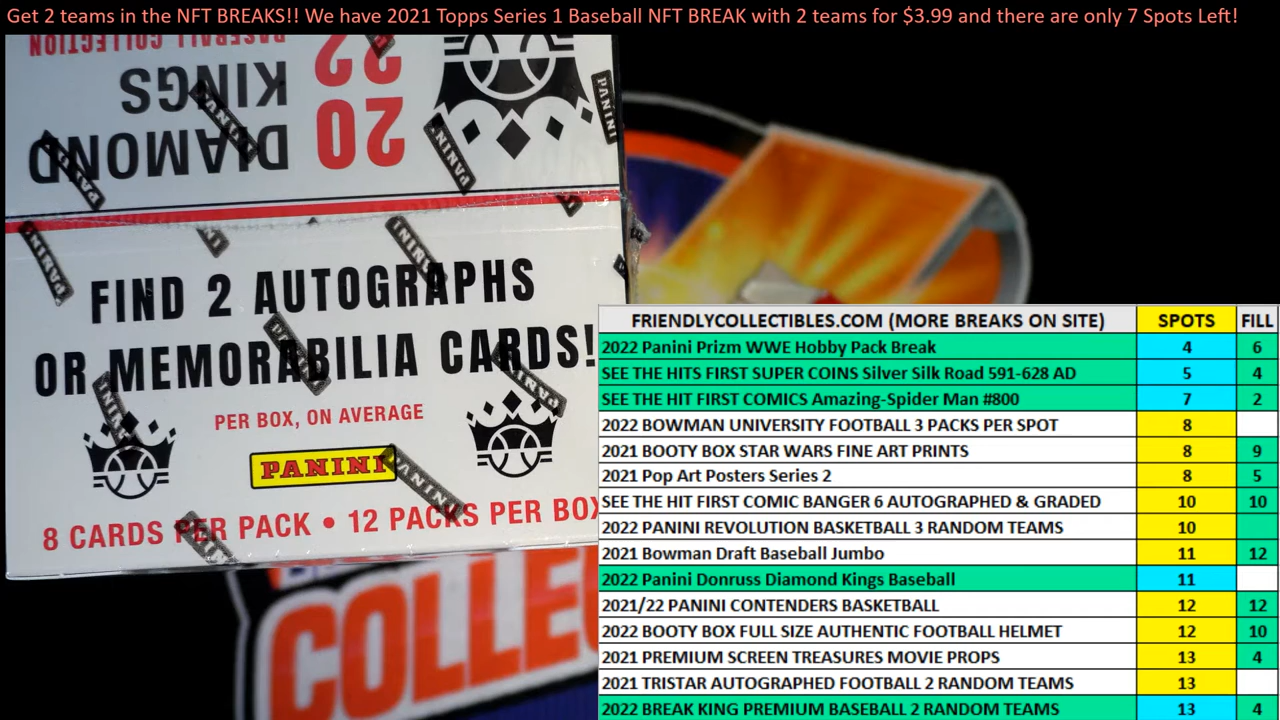 Get 2 teams in the NFT BREAKS!! We have 2021 Topps Series 1 Baseball NFT BREAK with 2 teams for $3.99 and there are only 7 Spots Left!
BASEBALL COLLECTION
20
22
DIAMOND
KINGS
PANINI
FIND 2 AUTOGRAPHS
OR MEMORABILIA CARDS!
PER BOX, ON AVERAGE
PANINI
8 CARDS PER PACK • 12 PACKS PER BOX
COLLE
FRIENDLYCOLLECTIBLES.COM (MORE BREAKS ON SITE) SPOTS FILL
2022 Panini Prizm WWE Hobby Pack Break 4 6
SEE THE HITS FIRST SUPER COINS Silver Silk Road 591-628 AD 5 4
SEE THE HIT FIRST COMICS Amazing-Spider Man #800 7 2
2022 BOWMAN UNIVERSITY FOOTBALL 3 PACKS PER SPOT 8
2021 BOOTY BOX STAR WARS FINE ART PRINTS 8 9
2021 Pop Art Posters Series 2 8 5
SEE THE HIT FIRST COMIC BANGER 6 AUTOGRAPHED & GRADED 10 10
2022 PANINI REVOLUTION BASKETBALL 3 RANDOM TEAMS 10
2021 Bowman Draft Baseball Jumbo 11 12
2022 Panini Donruss Diamond Kings Baseball 11
2021/22 PANINI CONTENDERS BASKETBALL 12 12
2022 BOOTY BOX FULL SIZE AUTHENTIC FOOTBALL HELMET 12 10
2021 PREMIUM SCREEN TREASURES MOVIE PROPS 13 4
2021 TRISTAR AUTOGRAPHED FOOTBALL 2 RANDOM TEAMS 13
2022 BREAK KING PREMIUM BASEBALL 2 RANDOM TEAMS 13 4